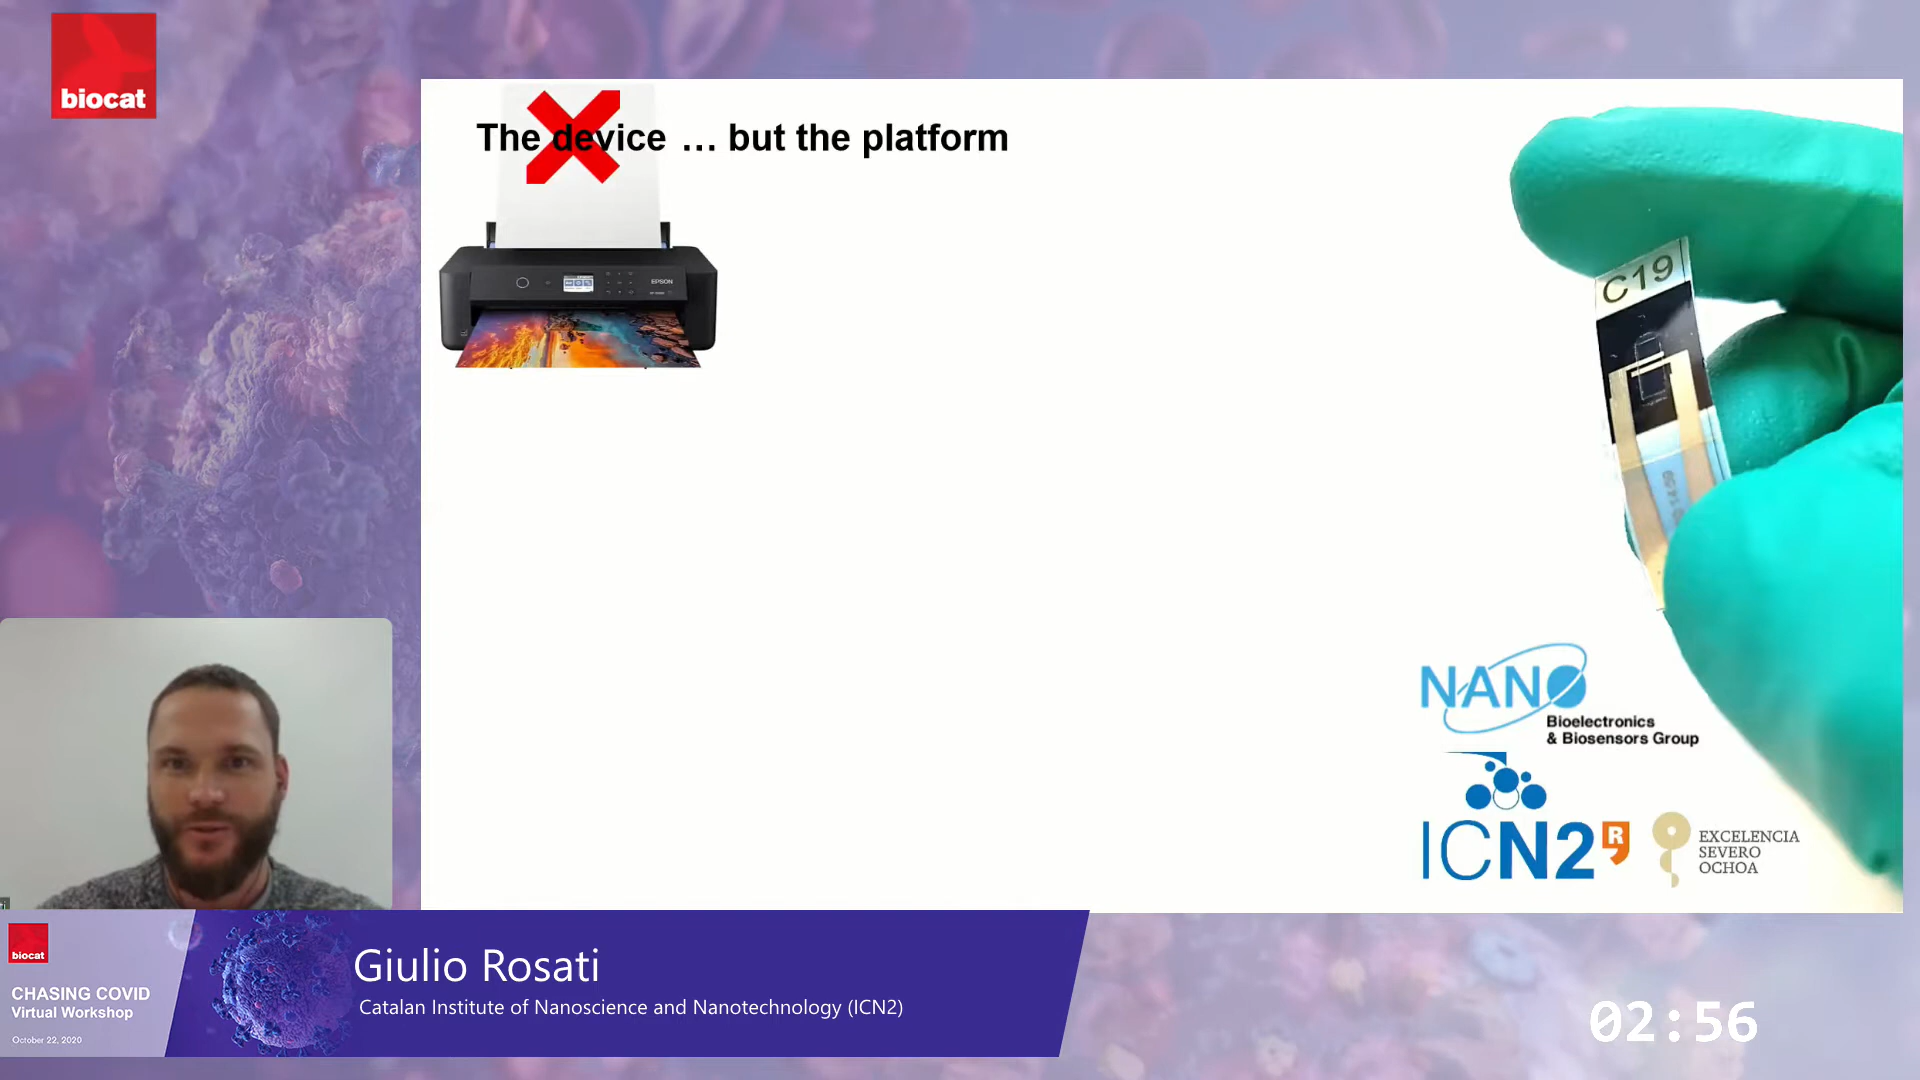 biocat
The device ... but the platform
EPSON
C19
NANO
Bioelectronics
& Biosensors Group
ICN2
R
EXCELENCIA
SEVERO
OCHOA
biocat
CHASING COVID
Virtual Workshop
October 22, 2020
Giulio Rosati
Catalan Institute of Nanoscience and Nanotechnology (ICN2)
02:56